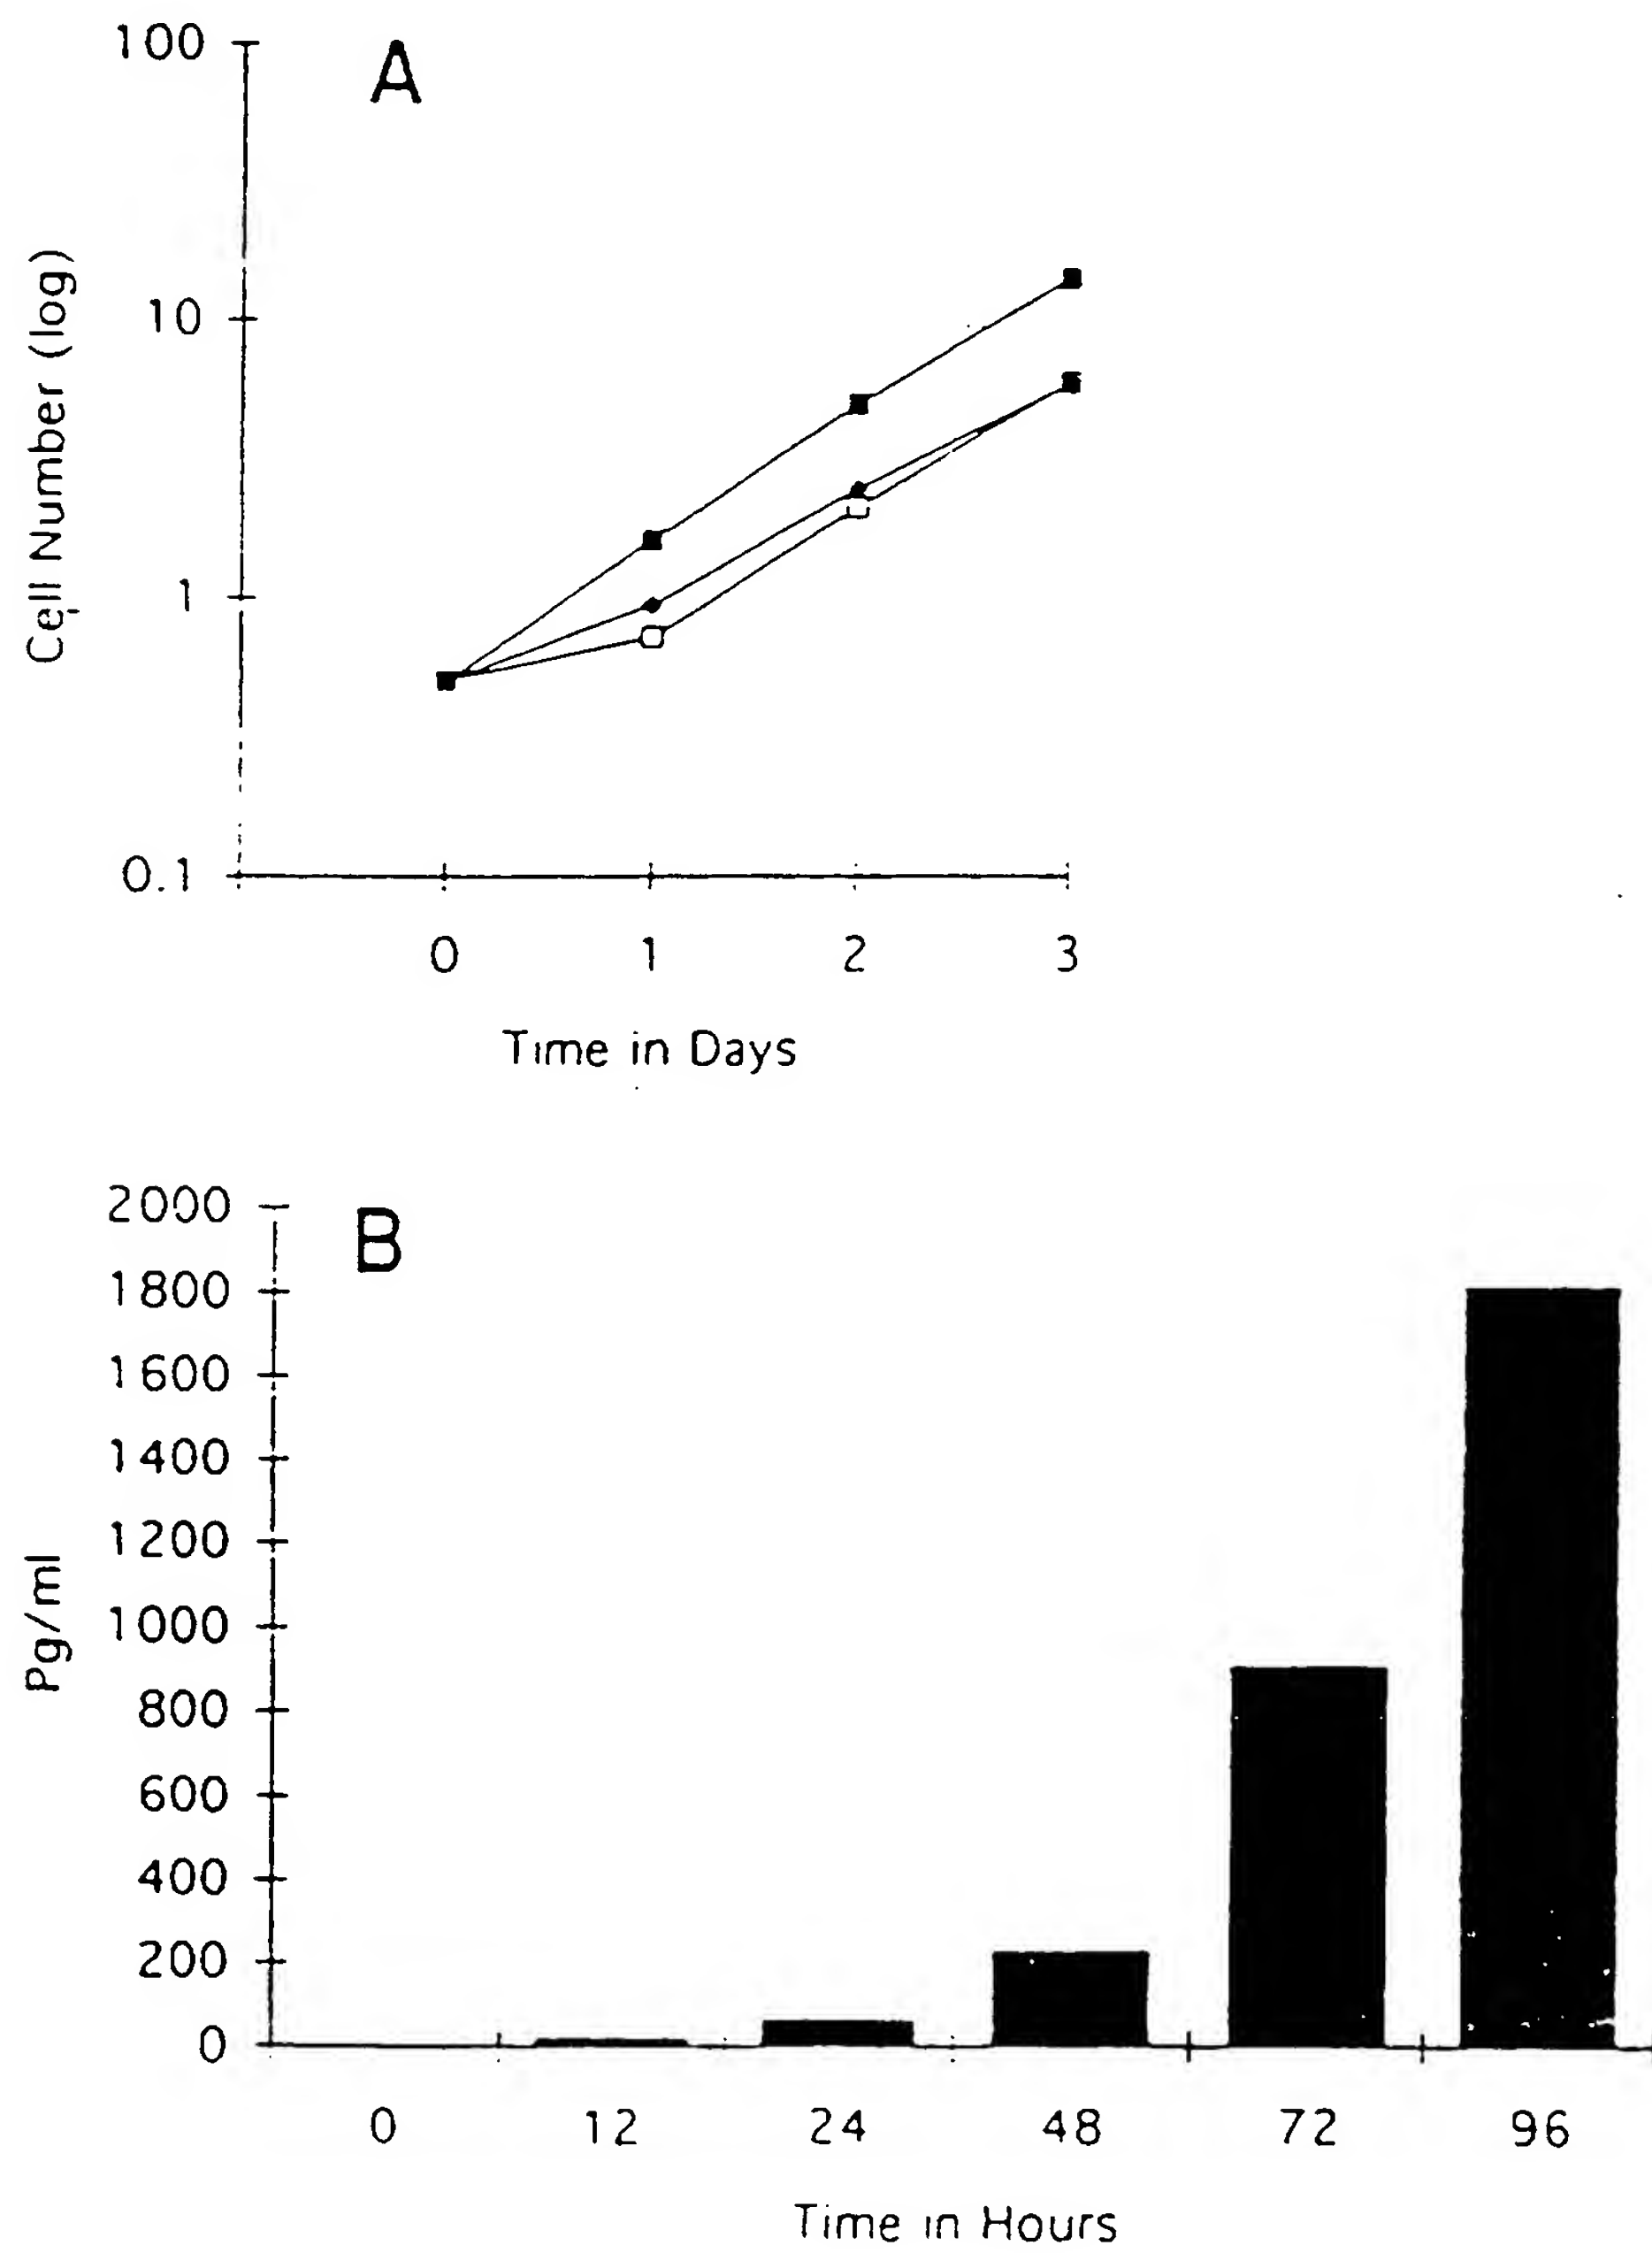 100
A
10
1
0.1
Cell Number (log)
0 1 2 3
Time in Days
2000
B
1800
1600
1400
1200
1000
800
600
400
200
0
Pg/ml
0 12 24 48 72 96
Time in Hours